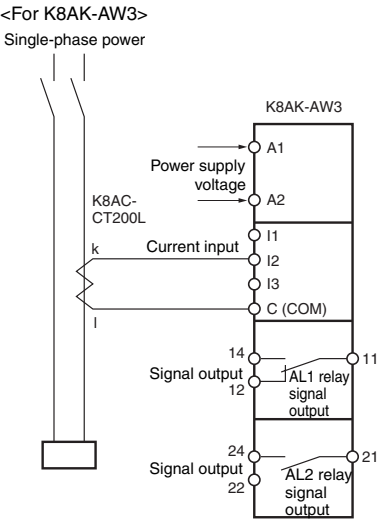 <For K8AK-AW3>
Single-phase power
K8AK-AW3
A1
Power supply
voltage
A2
K8AC-
CT200L
I1
k
Current input
I2
I3
l
C (COM)
14
11
Signal output
12
AL1 relay
signal
output
24
21
Signal output
22
AL2 relay
signal
output